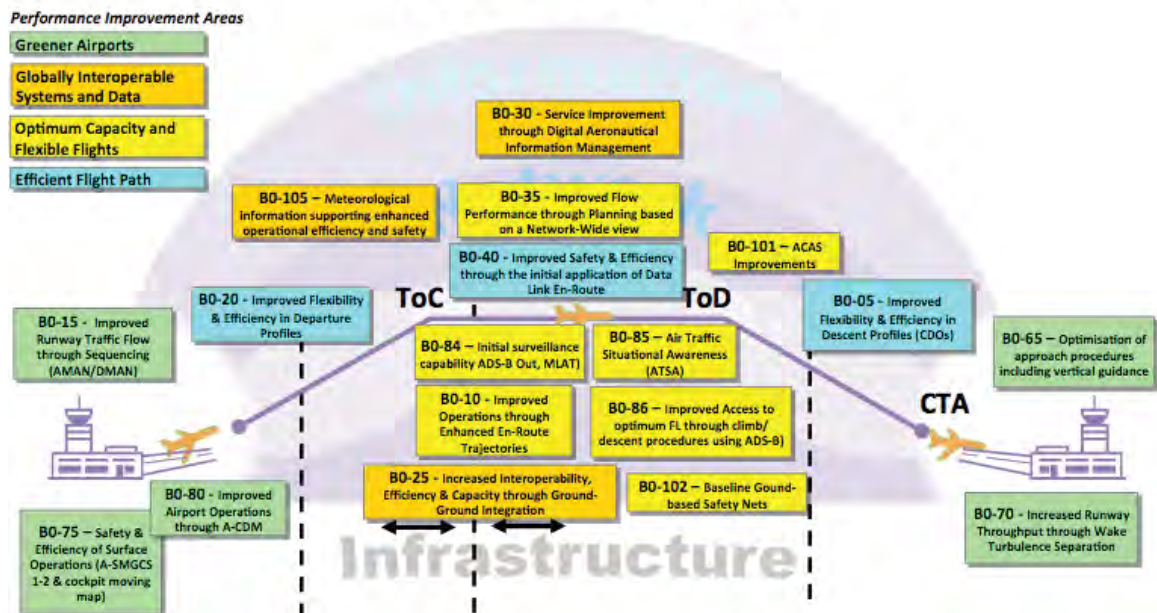 Performance Improvement Areas
Greener Airports
Globally Interoperable
Systems and Data
Optimum Capacity and
Flexible Flights
Efficient Flight Path
Information
Network
B0-30 - Service Improvement
through Digital Aeronautical
Information Management
B0-105 – Meteorological
information supporting enhanced
operational efficiency and safety
B0-35 - Improved Flow
Performance through Planning based
on a Network-Wide view
B0-40 - Improved Safety & Efficiency
through the initial application of Data
Link En-Route
B0-101 – ACAS
Improvements
B0-20 - Improved Flexibility
& Efficiency in Departure
Profiles
ToC
ToD
B0-05 - Improved
Flexibility & Efficiency in
Descent Profiles (CDOs)
B0-15 - Improved
Runway Traffic Flow
through Sequencing
(AMAN/DMAN)
B0-84 – Initial surveillance
capability ADS-B Out, MLAT)
B0-85 – Air Traffic
Situational Awareness
(ATSA)
B0-65 – Optimisation of
approach procedures
including vertical guidance
B0-10 - Improved
Operations through
Enhanced En-Route
Trajectories
B0-86 – Improved Access to
optimum FL through climb/
descent procedures using ADS-B)
CTA
B0-25 - Increased Interoperability,
Efficiency & Capacity through Ground-
Ground Integration
B0-102 – Baseline Gound-
based Safety Nets
B0-80 - Improved
Airport Operations
through A-CDM
B0-75 – Safety &
Efficiency of Surface
Operations (A-SMGCS
1-2 & cockpit moving
map)
B0-70 - Increased Runway
Throughput through Wake
Turbulence Separation
Infrastructure